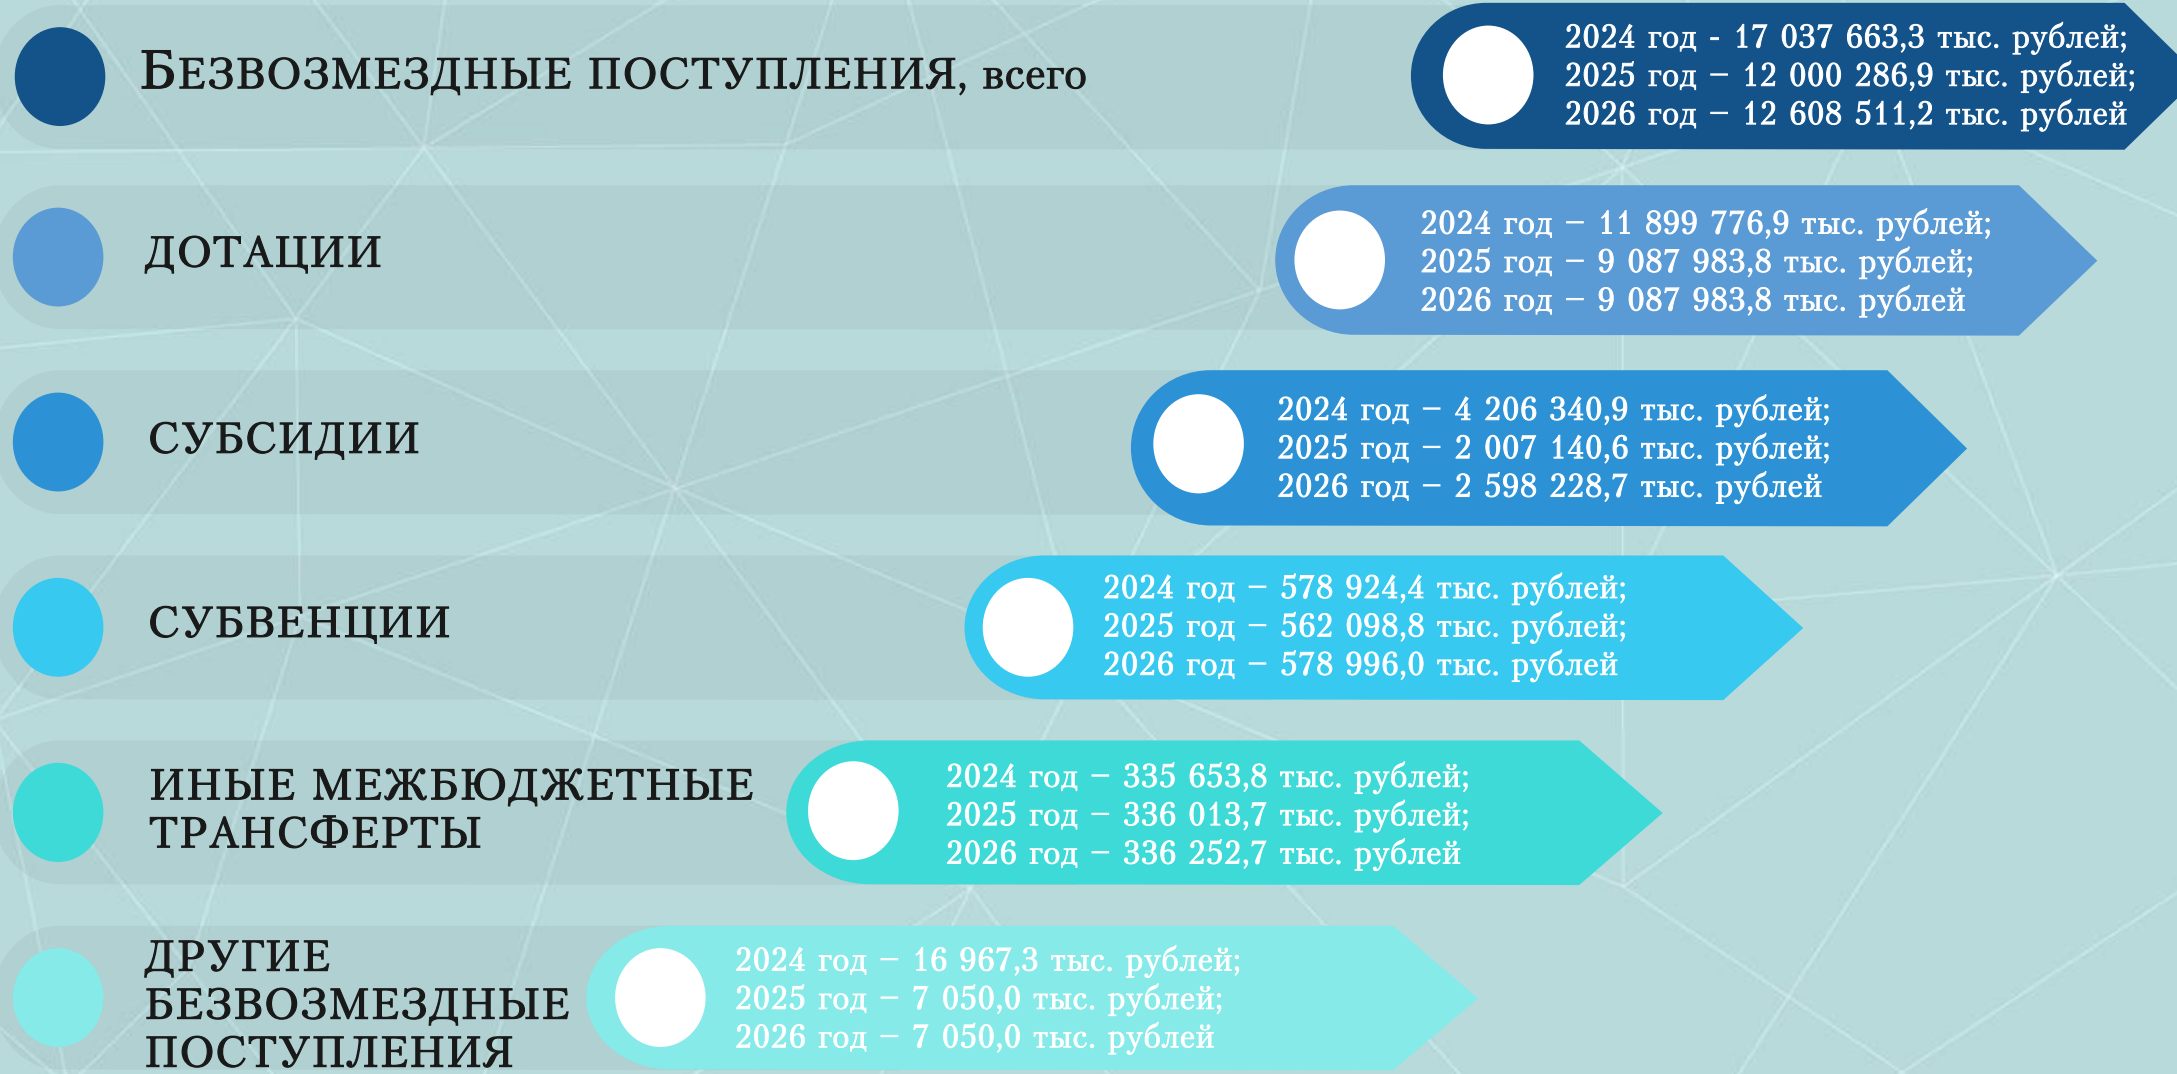 Безвозмездные поступления, всего
2024 год - 17 037 663,3 тыс. рублей;
2025 год – 12 000 286,9 тыс. рублей;
2026 год – 12 608 511,2 тыс. рублей
ДОТАЦИИ
2024 год – 11 899 776,9 тыс. рублей;
2025 год – 9 087 983,8 тыс. рублей;
2026 год – 9 087 983,8 тыс. рублей
СУБСИДИИ
2024 год – 4 206 340,9 тыс. рублей;
2025 год – 2 007 140,6 тыс. рублей;
2026 год – 2 598 228,7 тыс. рублей
СУБВЕНЦИИ
2024 год – 578 924,4 тыс. рублей;
2025 год – 562 098,8 тыс. рублей;
2026 год – 578 996,0 тыс. рублей
ИНЫЕ МЕЖБЮДЖЕТНЫЕ
ТРАНСФЕРТЫ
2024 год – 335 653,8 тыс. рублей;
2025 год – 336 013,7 тыс. рублей;
2026 год – 336 252,7 тыс. рублей
ДРУГИЕ
БЕЗВОЗМЕЗДНЫЕ
ПОСТУПЛЕНИЯ
2024 год – 16 967,3 тыс. рублей;
2025 год – 7 050,0 тыс. рублей;
2026 год – 7 050,0 тыс. рублей